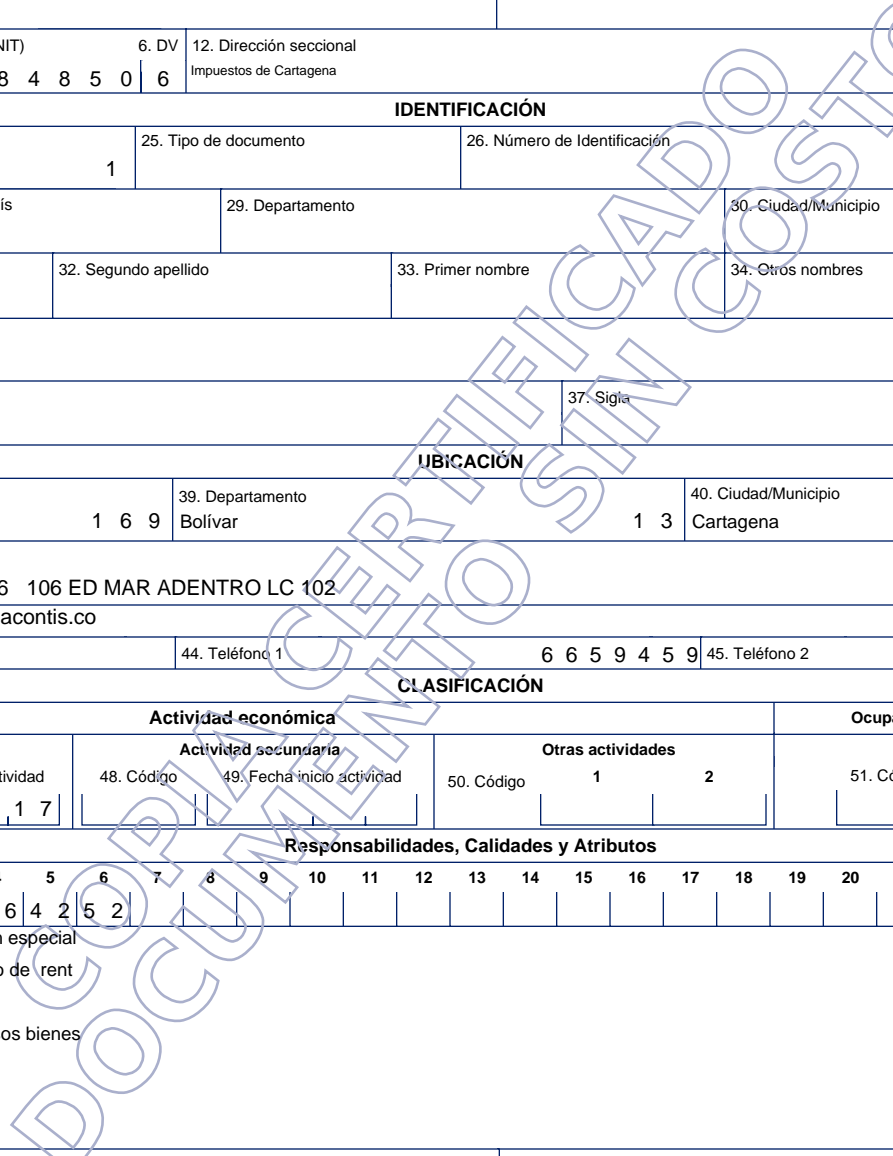 NIT) 6. DV 12. Dirección seccional
8 4 8 5 0 6 Impuestos de Cartagena
IDENTIFICACIÓN
25. Tipo de documento 26. Número de Identificación
1
ís 29. Departamento 30. Ciudad/Municipio
32. Segundo apellido 33. Primer nombre 34. Otros nombres
37. Sigla
UBICACIÓN
39. Departamento 40. Ciudad/Municipio
1 6 9 Bolívar 1 3 Cartagena
6 106 ED MAR ADENTRO LC 102
acontis.co
44. Teléfono 1 6 6 5 9 4 5 9 45. Teléfono 2
CLASIFICACIÓN
Actividad económica Ocupa
Actividad secundaria Otras actividades
tividad 48. Código 49. Fecha inicio actividad 50. Código 1 2 51. Có
1 7
Responsabilidades, Calidades y Atributos
5 6 7 8 9 10 11 12 13 14 15 16 17 18 19 20
6 4 2 5 2
n especial
o de rent
os bienes
COPIA CERTIFICADO
DOCUMENTO SIN COSTO